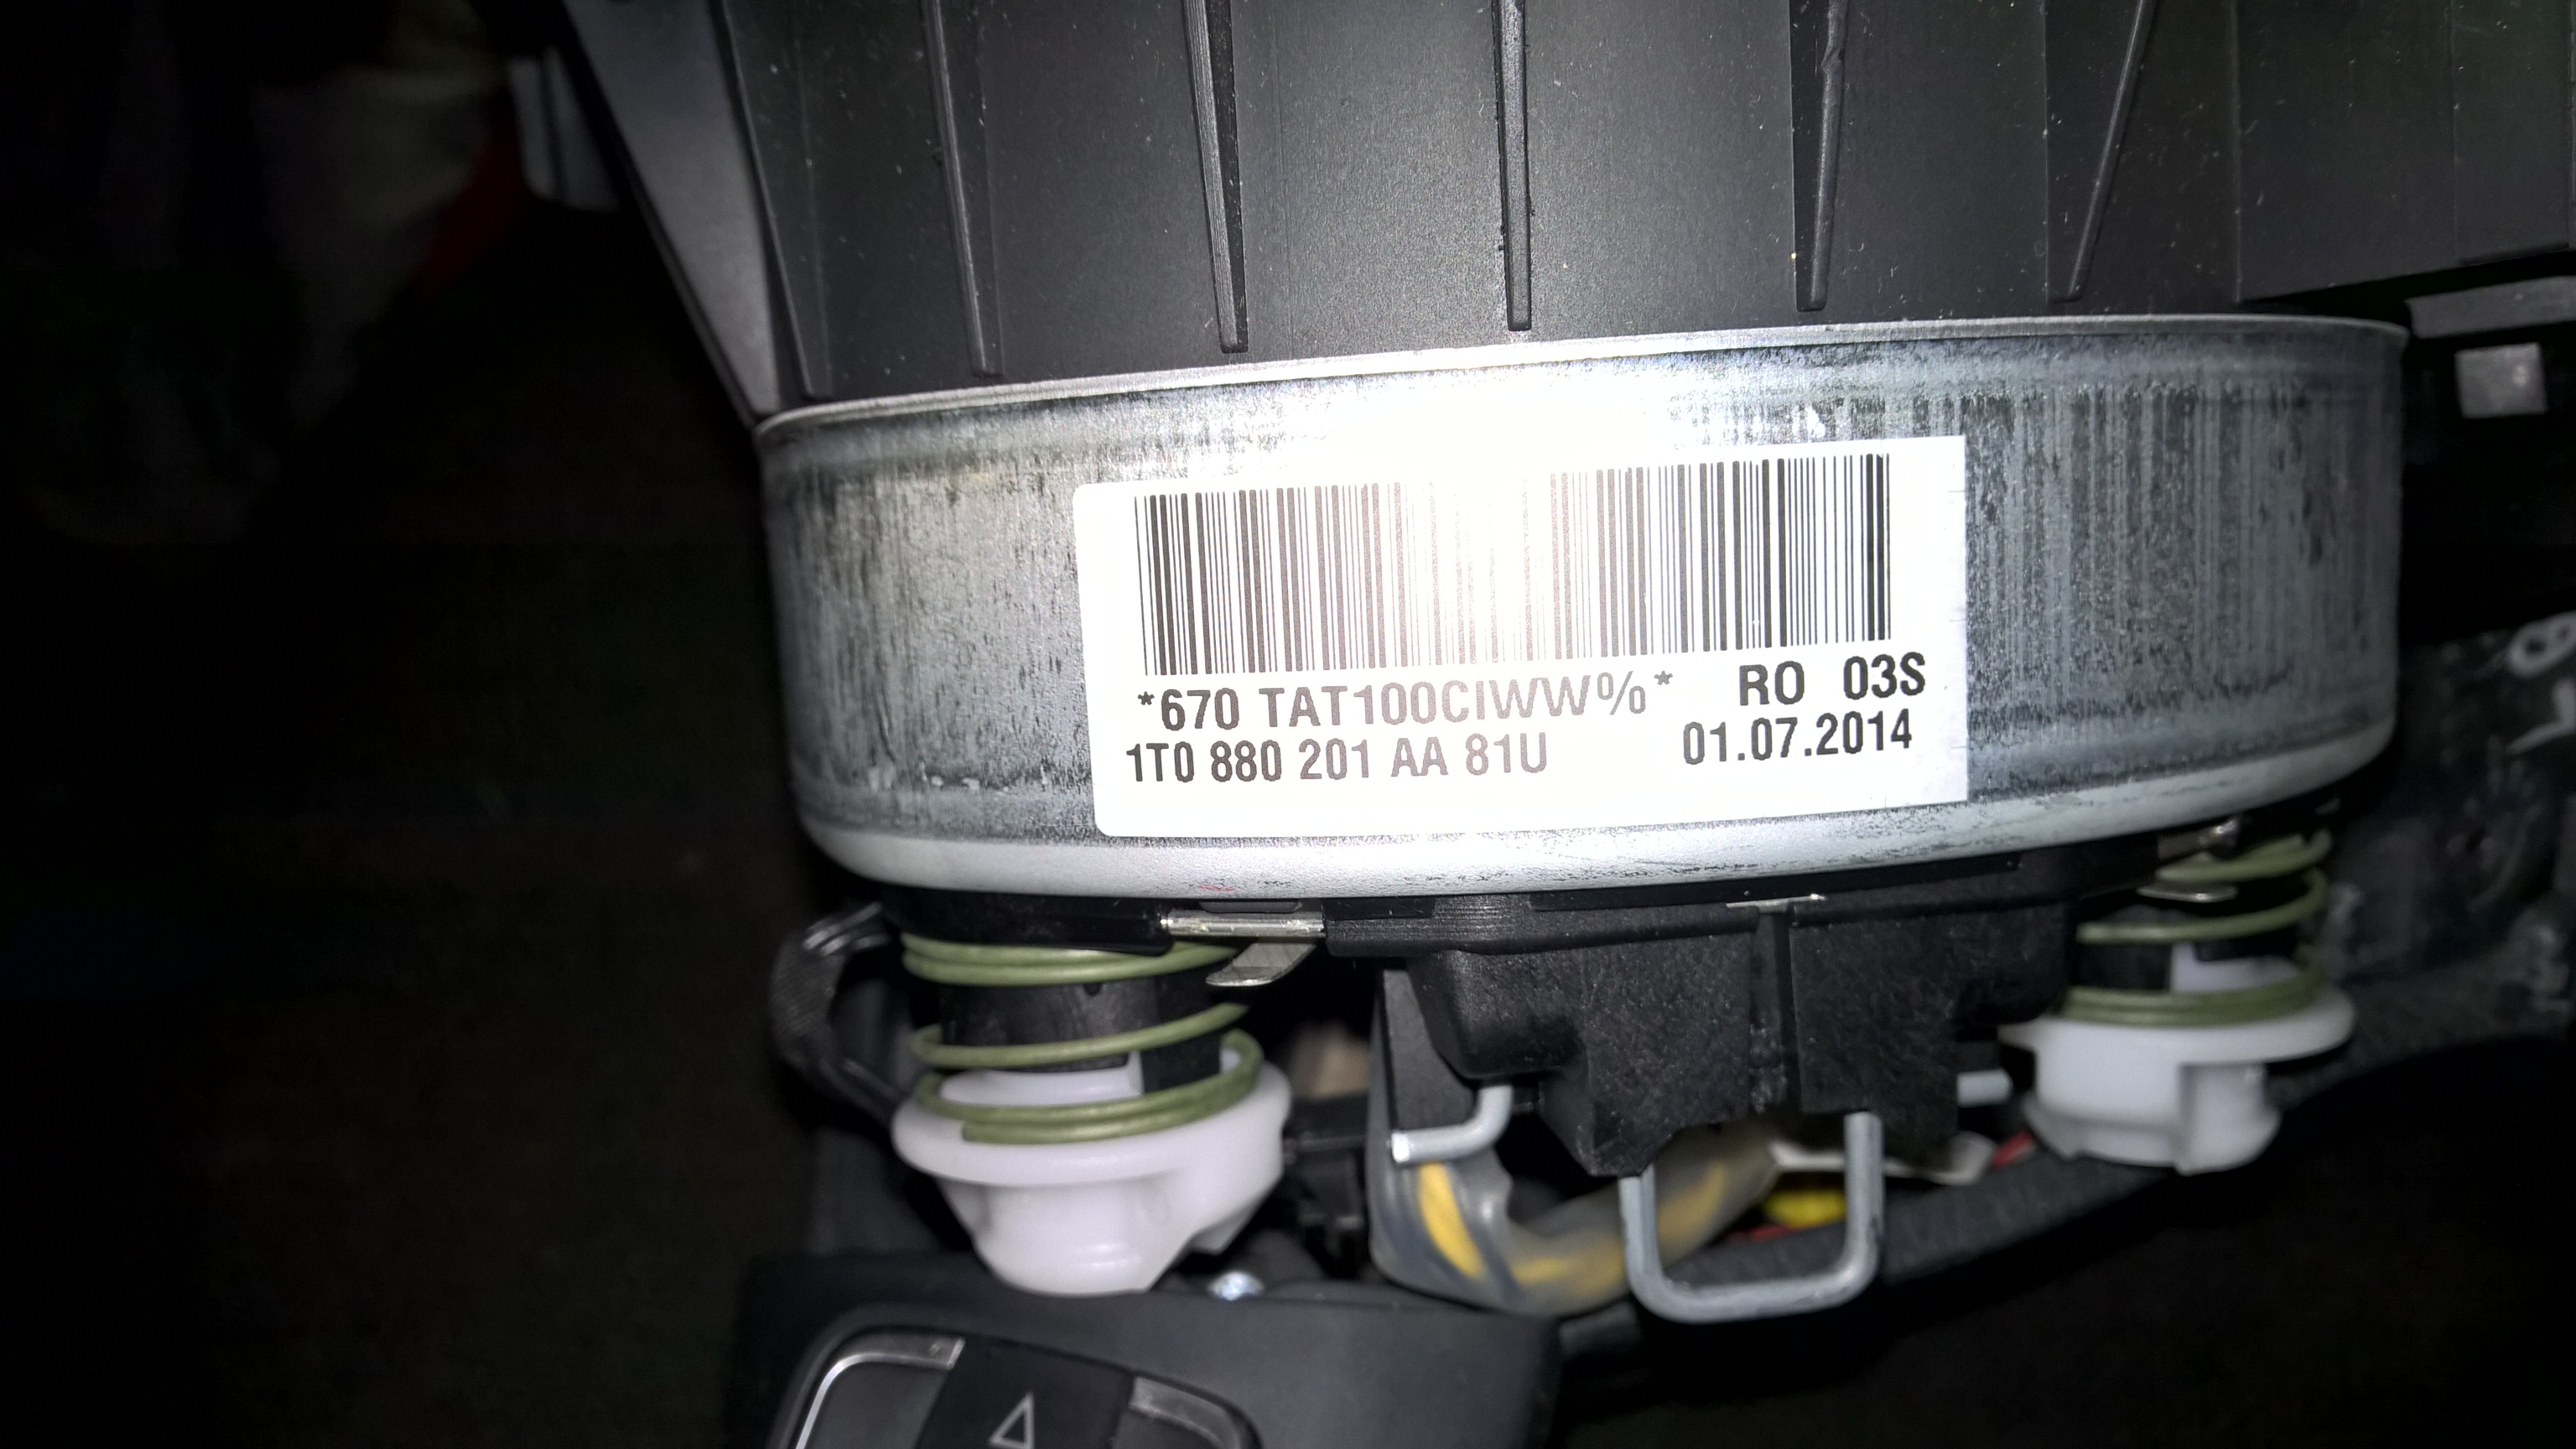 *670 TAT100CIWW%* RO 03S
1T0 880 201 AA 81U 01.07.2014